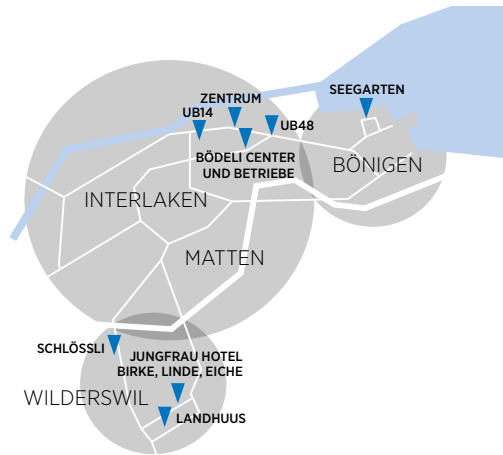 SEEGARTEN
ZENTRUM
UB14
UB48
BÖDELI CENTER
UND BETRIEBE
BÖNIGEN
INTERLAKEN
MATTEN
SCHLÖSSLI
JUNGFRAU HOTEL
BIRKE, LINDE, EICHE
WILDERSWIL
LANDHUUS